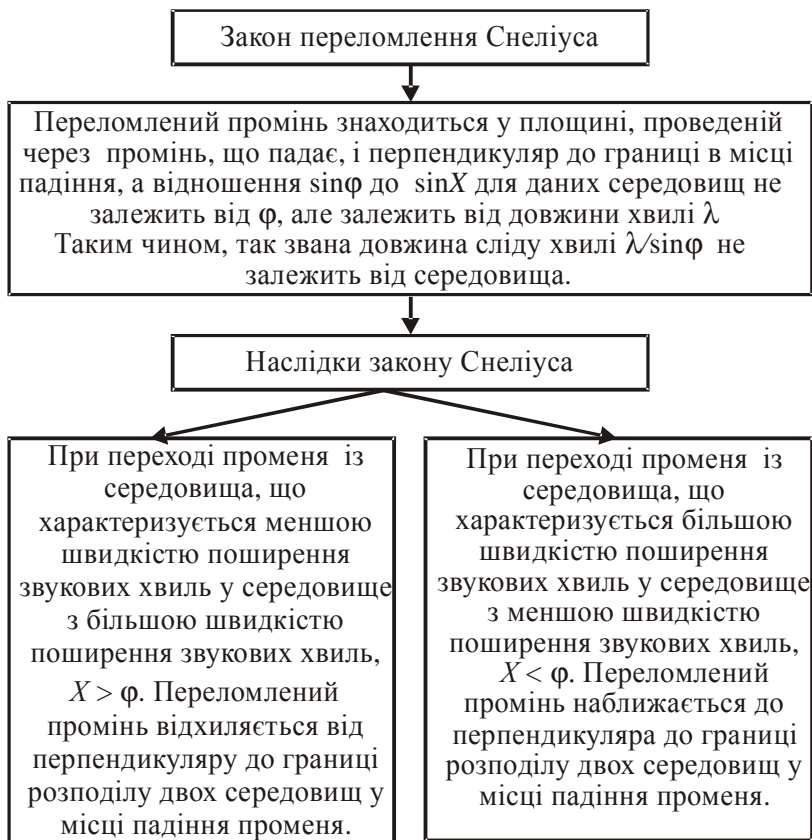 Закон переломлення Снеліуса
Переломлений промінь знаходиться у площині, проведеній
через промінь, що падає, і перпендикуляр до границі в місці
падіння, а відношення sinφ до sinX для даних середовищ не
залежить від φ, але залежить від довжини хвилі λ
Таким чином, так звана довжина сліду хвилі λ/sinφ не
залежить від середовища.
Наслідки закону Снеліуса
При переході променя із
середовища, що
характеризується меншою
швидкістю поширення
звукових хвиль у середовище
з більшою швидкістю
поширення звукових хвиль,
X > φ. Переломлений
промінь відхиляється від
перпендикуляру до границі
розподілу двох середовищ у
місці падіння променя.
При переході променя із
середовища, що
характеризується більшою
швидкістю поширення
звукових хвиль у середовище
з меншою швидкістю
поширення звукових хвиль,
X < φ. Переломлений
промінь наближається до
перпендикуляра до границі
розподілу двох середовищ у
місці падіння променя.